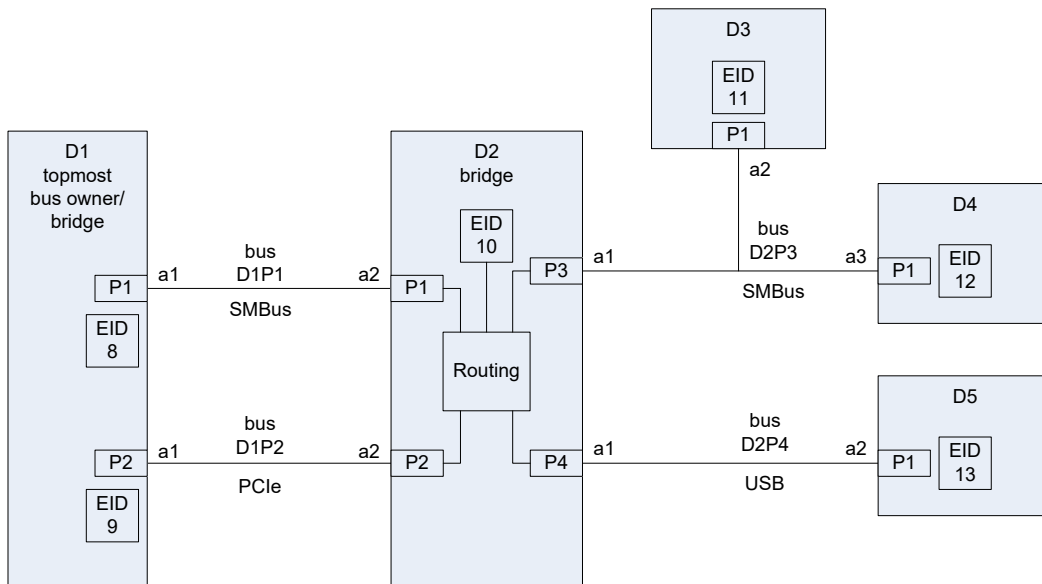 D3
EID
11
P1
a2
D1
topmost
bus owner/
bridge
P1
EID
8
P2
EID
9
a1
bus
D1P1
a2
SMBus
a1
bus
D1P2
a2
PCIe
D2
bridge
EID
10
P1
P3
Routing
P2
P4
a1
bus
D2P3
a3
SMBus
D4
P1
EID
12
a1
bus
D2P4
a2
USB
D5
P1
EID
13